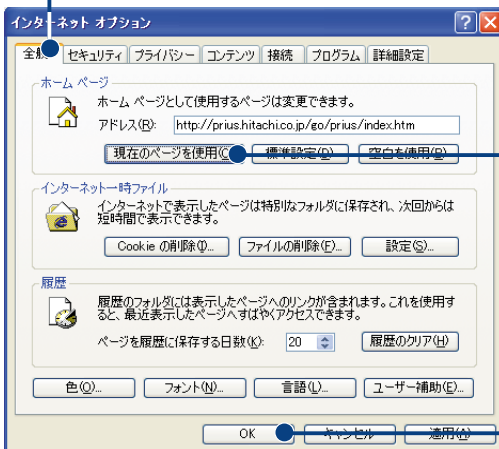 インターネット オプション
全般 セキュリティ プライバシー コンテンツ 接続 プログラム 詳細設定
ホーム ページ
ホーム ページとして使用するページは変更できます。
アドレス(R): http://prius.hitachi.co.jp/go/prius/index.htm
現在のページを使用(C) 標準設定(D) 空白を使用(B)
インターネット一時ファイル
インターネットで表示したページは特別なフォルダに保存され、次回からは
短時間で表示できます。
Cookie の削除(I)... ファイルの削除(F)... 設定(S)...
履歴
履歴のフォルダには表示したページへのリンクが含まれます。これを使用す
ると、最近表示したページへすばやくアクセスできます。
ページを履歴に保存する日数(K): 20 履歴のクリア(H)
色(O)... フォント(N)... 言語(L)... ユーザー補助(E)...
OK キャンセル 適用(A)